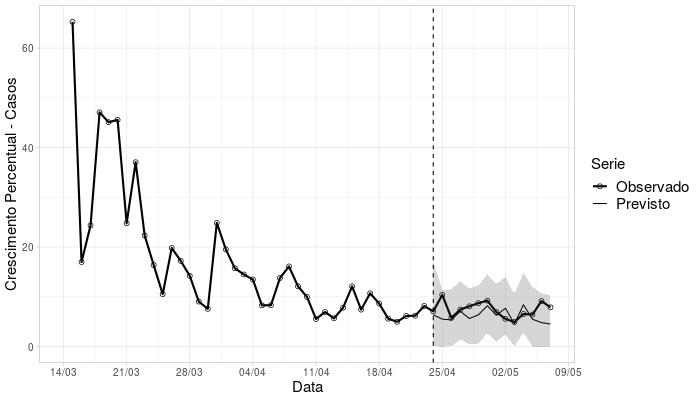 Crescimento Percentual - Casos
60
40
20
0
14/03 21/03 28/03 04/04 11/04 18/04 25/04 02/05 09/05
Data
Serie
Observado
Previsto